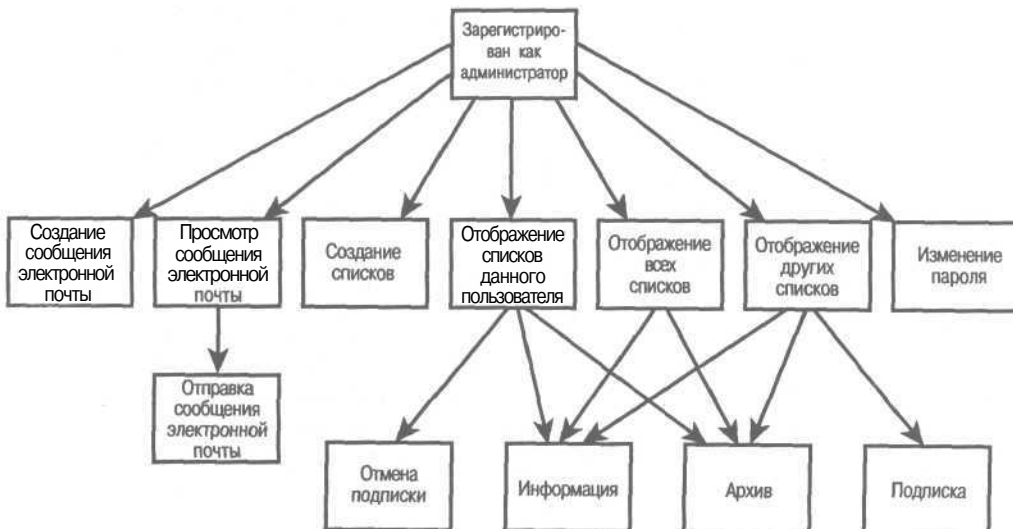 Зарегистриро-
ван как
администратор
Создание
сообщения
электронной
почты
Просмотр
сообщения
электронной
почты
Создание
списков
Отображение
списков
данного
пользователя
Отображение
всех
списков
Отображение
других
списков
Изменение
пароля
Отправка
сообщения
электронной
почты
Отмена
подписки
Информация
Архив
Подписка